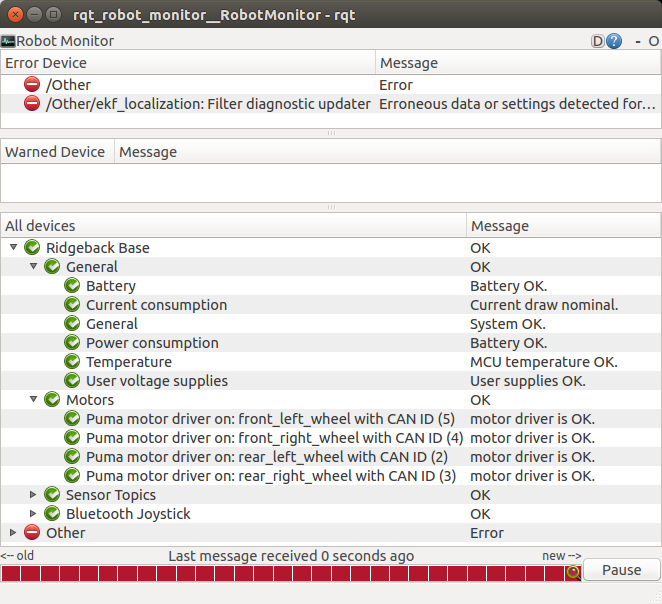 rqt_robot_monitor__RobotMonitor - rqt
Robot Monitor D ? - O
Error Device Message
/Other Error
/Other/ekf_localization: Filter diagnostic updater Erroneous data or settings detected for...
Warned Device Message
All devices Message
Ridgeback Base OK
General OK
Battery Battery OK.
Current consumption Current draw nominal.
General System OK.
Power consumption Battery OK.
Temperature MCU temperature OK.
User voltage supplies User supplies OK.
Motors OK
Puma motor driver on: front_left_wheel with CAN ID (5) motor driver is OK.
Puma motor driver on: front_right_wheel with CAN ID (4) motor driver is OK.
Puma motor driver on: rear_left_wheel with CAN ID (2) motor driver is OK.
Puma motor driver on: rear_right_wheel with CAN ID (3) motor driver is OK.
Sensor Topics OK
Bluetooth Joystick OK
Other Error
<-- old Last message received 0 seconds ago new -->
Pause